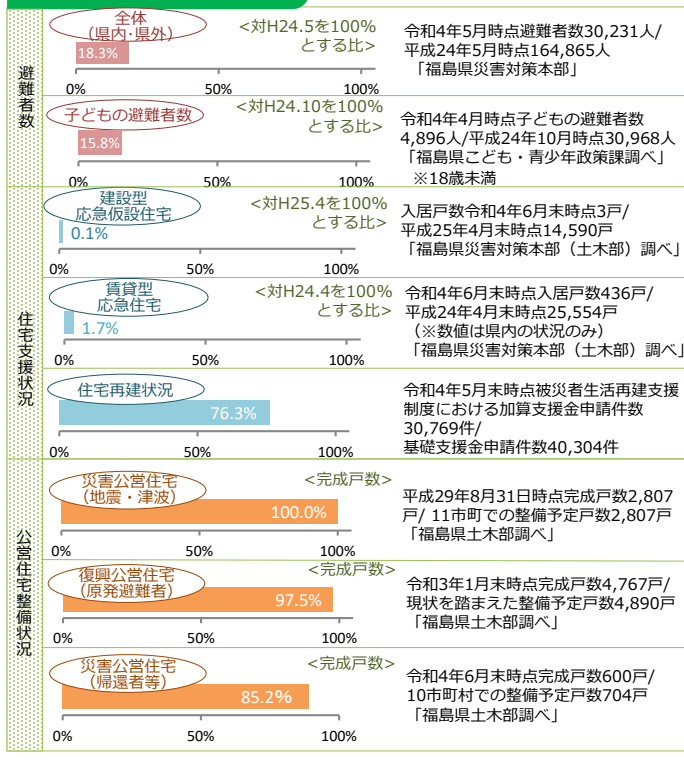 避難者数
全体
(県内･県外)
<対H24.5を100%
とする比>
18.3%
0%
50%
100%
令和4年5月時点避難者数30,231人/
平成24年5月時点164,865人
「福島県災害対策本部」
子どもの避難者数
<対H24.10を100%
とする比>
15.8%
0%
50%
100%
令和4年4月時点子どもの避難者数
4,896人/平成24年10月時点30,968人
「福島県こども・青少年政策課調べ」
※18歳未満
住宅支援状況
建設型
応急仮設住宅
<対H25.4を100%
とする比>
0.1%
0%
50%
100%
入居戸数令和4年6月末時点3戸/
平成25年4月末時点14,590戸
「福島県災害対策本部（土木部）調べ」
賃貸型
応急住宅
<対H24.4を100%
とする比>
1.7%
0%
50%
100%
令和4年6月末時点入居戸数436戸/
平成24年4月末時点25,554戸
（※数値は県内の状況のみ）
「福島県災害対策本部（土木部）調べ」
住宅再建状況
76.3%
0%
50%
100%
令和4年5月末時点被災者生活再建支援
制度における加算支援金申請件数
30,769件/
基礎支援金申請件数40,304件
公営住宅整備状況
災害公営住宅
（地震・津波）
<完成戸数>
100.0%
0%
50%
100%
平成29年8月31日時点完成戸数2,807
戸/ 11市町での整備予定戸数2,807戸
「福島県土木部調べ」
復興公営住宅
（原発避難者）
<完成戸数>
97.5%
0%
50%
100%
令和3年1月末時点完成戸数4,767戸/
現状を踏まえた整備予定戸数4,890戸
「福島県土木部調べ」
災害公営住宅
（帰還者等）
<完成戸数>
85.2%
0%
50%
100%
令和4年6月末時点完成戸数600戸/
10市町村での整備予定戸数704戸
「福島県土木部調べ」